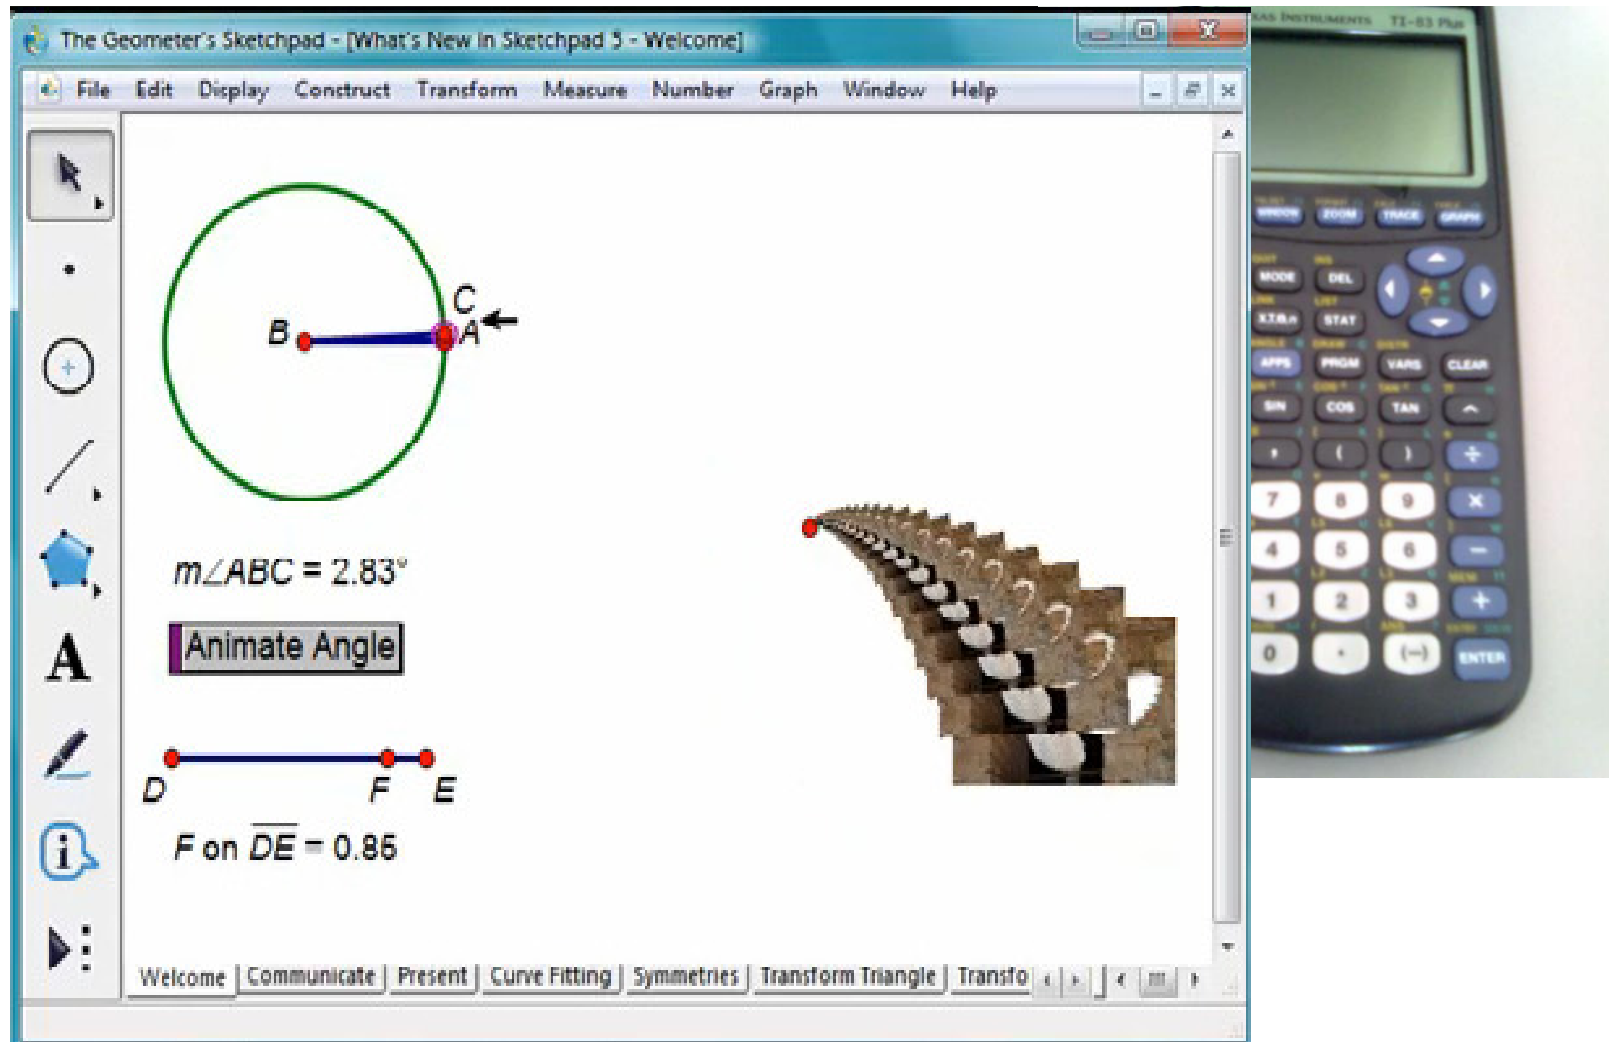 The Geometer's Sketchpad - [What's New in Sketchpad 5 - Welcome]
File Edit Display Construct Transform Measure Number Graph Window Help
C
B A
m∠ABC = 2.83°
Animate Angle
D F E
F on DE = 0.86
Welcome Communicate Present Curve Fitting Symmetries Transform Triangle Transfo
A
i
TEXAS INSTRUMENTS TI-83 Plus
WINDOW ZOOM TRACE GRAPH
MODE DEL
X,T,θ,n STAT
APPS PRGM VARS CLEAR
SIN COS TAN ^
, ( ) ÷
7 8 9 ×
4 5 6 −
1 2 3 +
0 . (−) ENTER